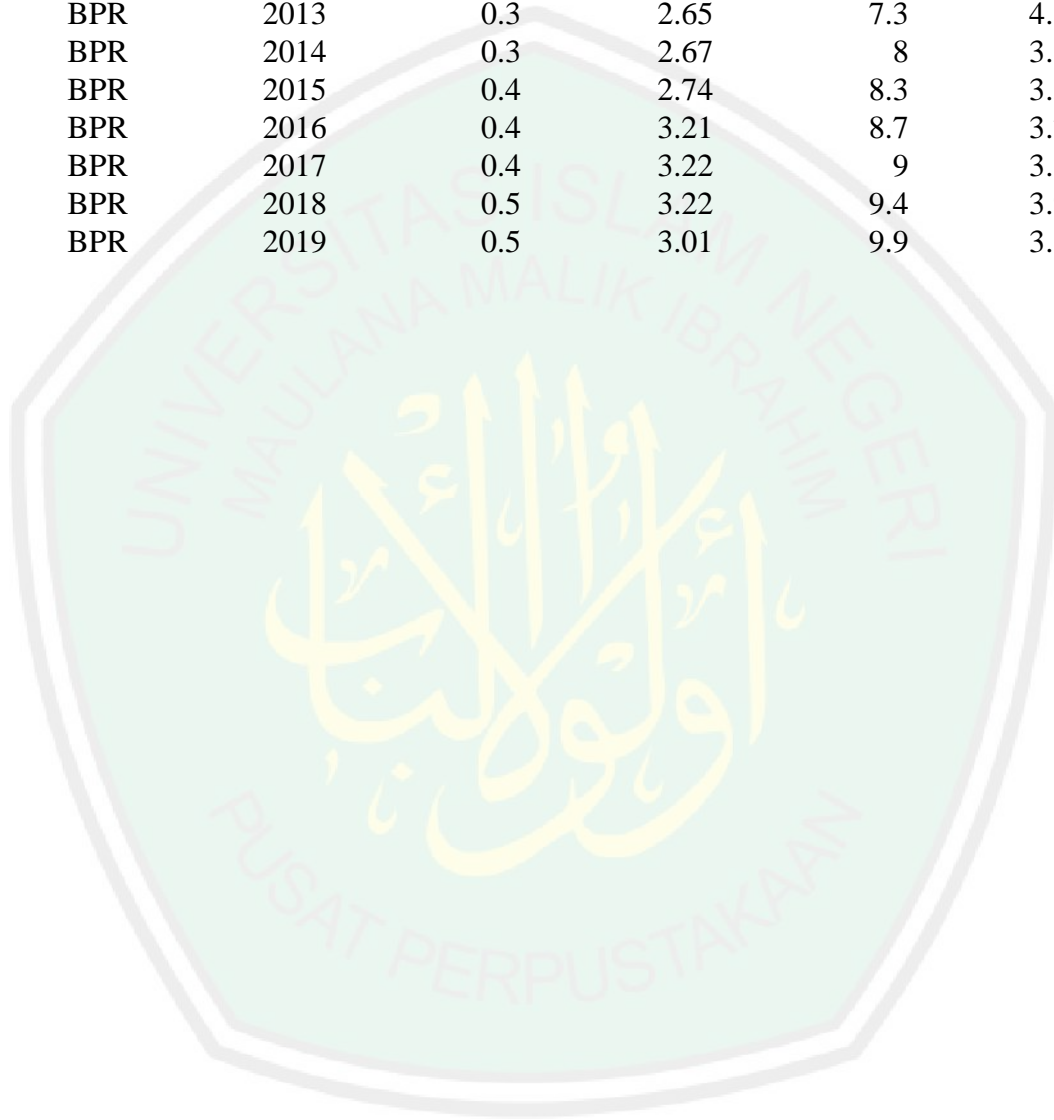 BPR 2013 0.3 2.65 7.3 4.
BPR 2014 0.3 2.67 8 3.
BPR 2015 0.4 2.74 8.3 3.
BPR 2016 0.4 3.21 8.7 3.
BPR 2017 0.4 3.22 9 3.
BPR 2018 0.5 3.22 9.4 3.
BPR 2019 0.5 3.01 9.9 3.
UNIVERSITAS ISLAM NEGERI
MAULANA MALIK IBRAHIM
أولوا الألباب
PUSAT PERPUSTAKAAN